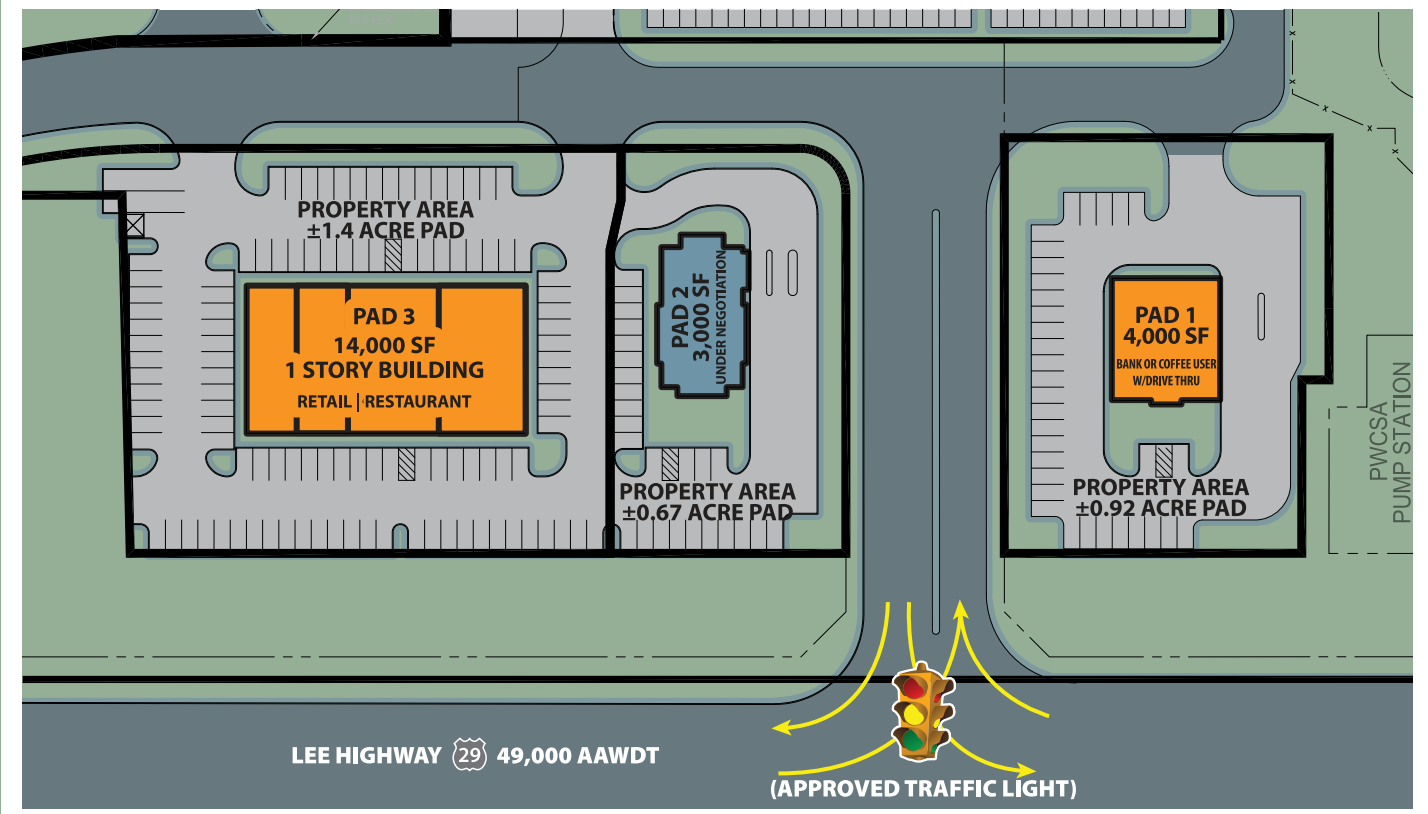 PROPERTY AREA
±1.4 ACRE PAD
PAD 3
14,000 SF
1 STORY BUILDING
RETAIL | RESTAURANT
PAD 2
3,000 SF
UNDER NEGOTIATION
PROPERTY AREA
±0.67 ACRE PAD
PAD 1
4,000 SF
BANK OR COFFEE USER
W/DRIVE THRU
PROPERTY AREA
±0.92 ACRE PAD
PWCSA
PUMP STATION
LEE HIGHWAY 29 49,000 AAWDT
(APPROVED TRAFFIC LIGHT)